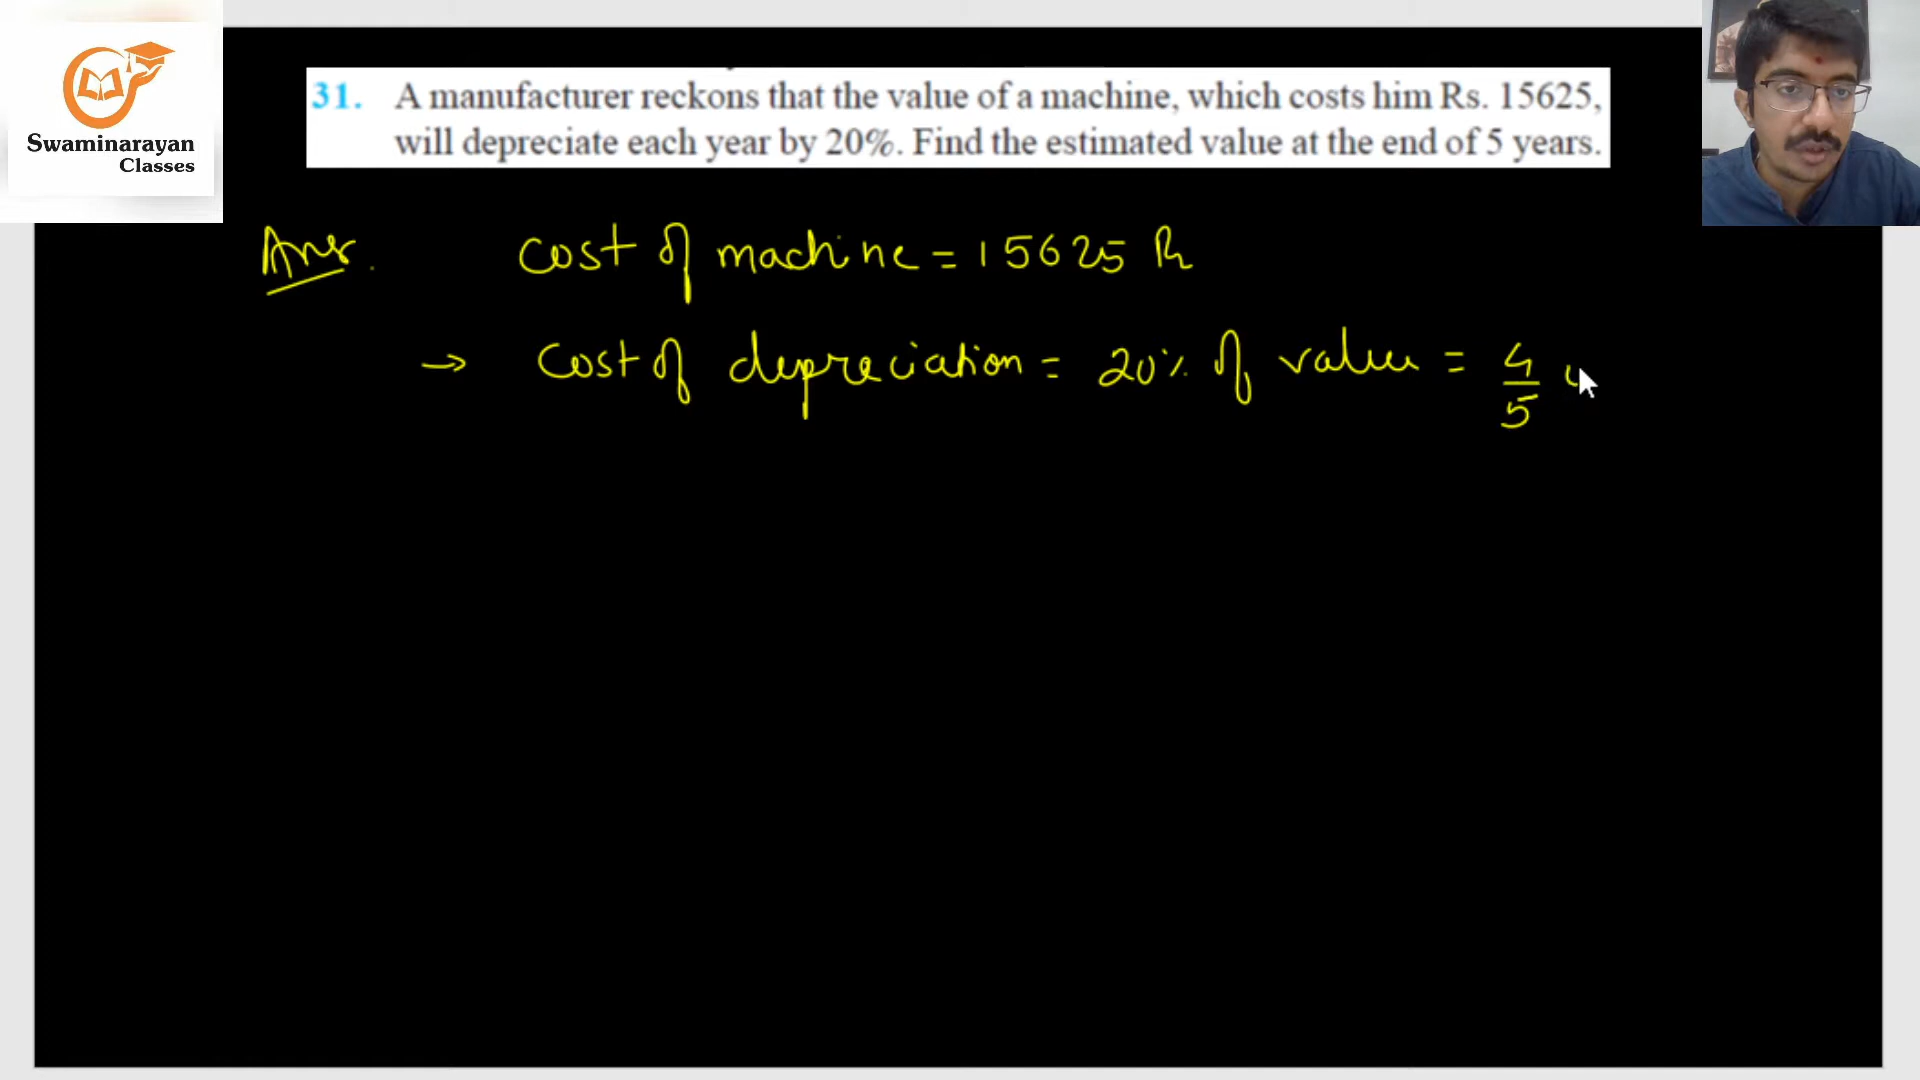 Swaminarayan
Classes
31. A manufacturer reckons that the value of a machine, which costs him Rs. 15625,
will depreciate each year by 20%. Find the estimated value at the end of 5 years.
Ans. cost of machine = 15625 Rs
→ cost of depreciation = 20% of value = 4/5